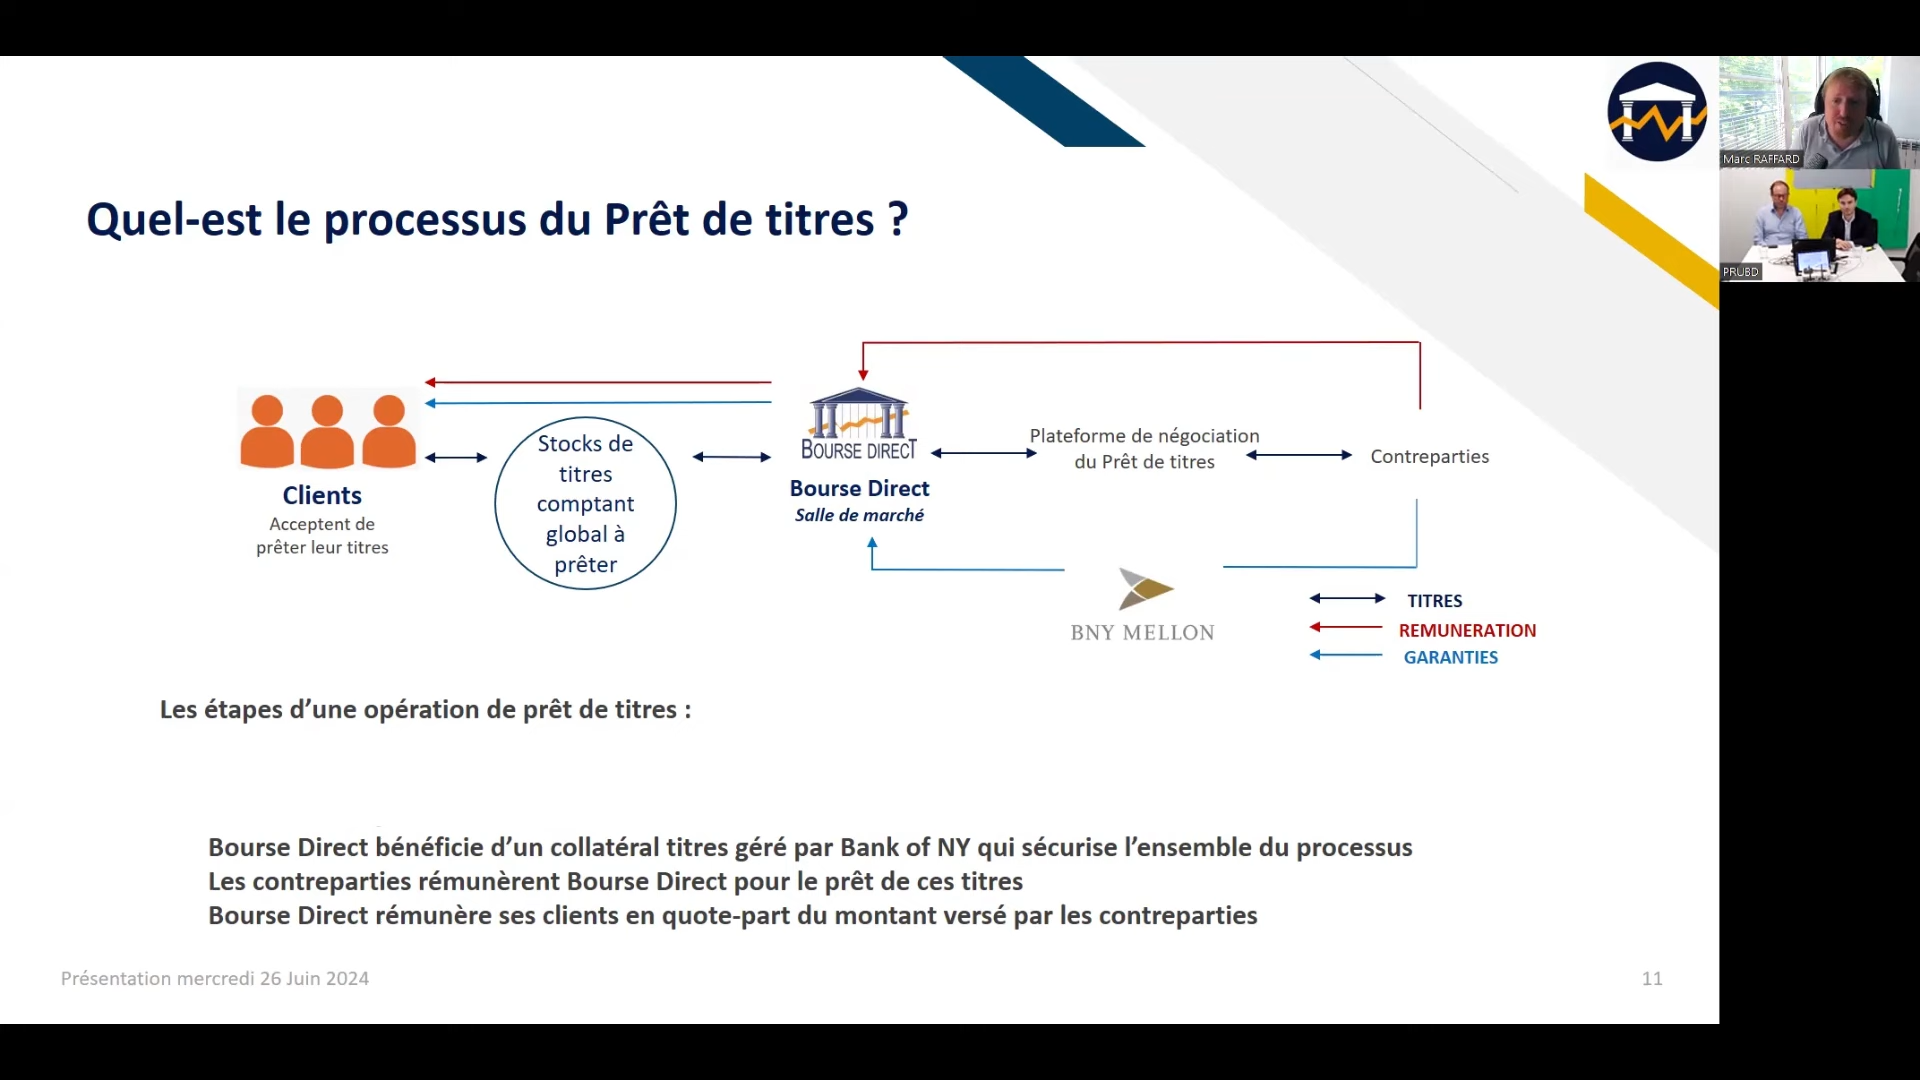 Marc RAFFARD
PRUBD
Quel-est le processus du Prêt de titres ?
Clients
Acceptent de
prêter leur titres
Stocks de
titres
comptant
global à
prêter
BOURSE DIRECT
Bourse Direct
Salle de marché
Plateforme de négociation
du Prêt de titres
Contreparties
BNY MELLON
TITRES
REMUNERATION
GARANTIES
Les étapes d’une opération de prêt de titres :
Bourse Direct bénéficie d’un collatéral titres géré par Bank of NY qui sécurise l’ensemble du processus
Les contreparties rémunèrent Bourse Direct pour le prêt de ces titres
Bourse Direct rémunère ses clients en quote-part du montant versé par les contreparties
Présentation mercredi 26 Juin 2024
11